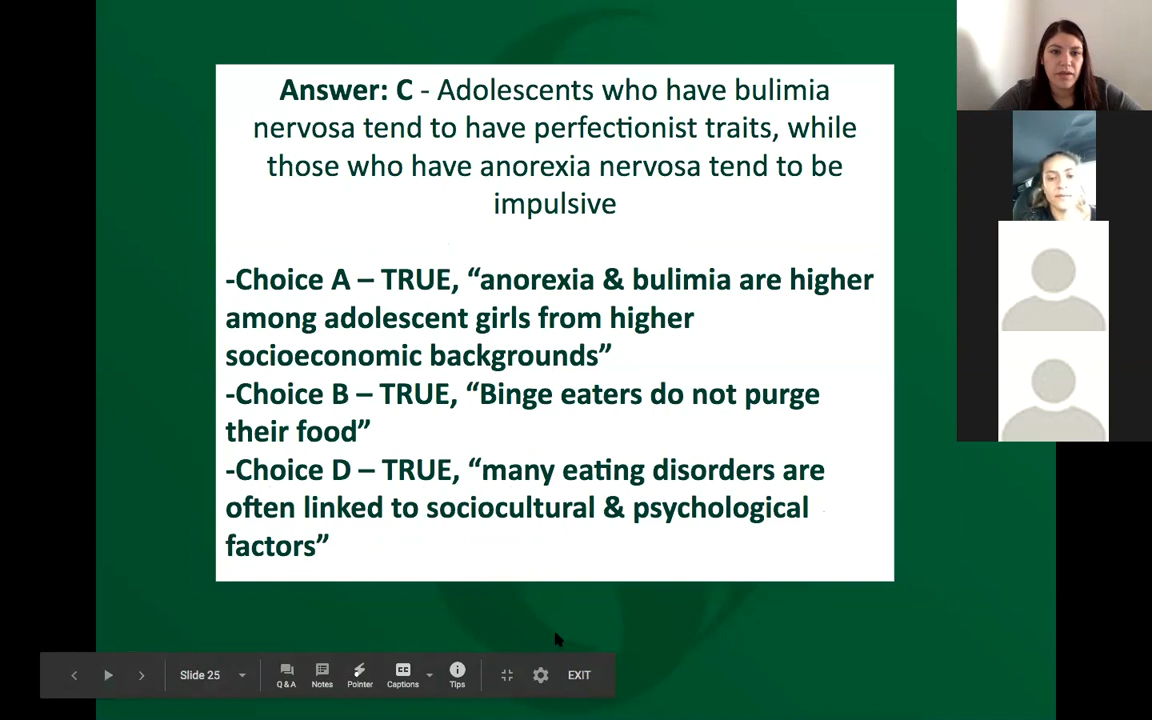 Answer: C - Adolescents who have bulimia
nervosa tend to have perfectionist traits, while
those who have anorexia nervosa tend to be
impulsive
-Choice A – TRUE, “anorexia & bulimia are higher
among adolescent girls from higher
socioeconomic backgrounds”
-Choice B – TRUE, “Binge eaters do not purge
their food”
-Choice D – TRUE, “many eating disorders are
often linked to sociocultural & psychological
factors”
Slide 25
Q & A
Notes
Pointer
CC
Captions
Tips
EXIT